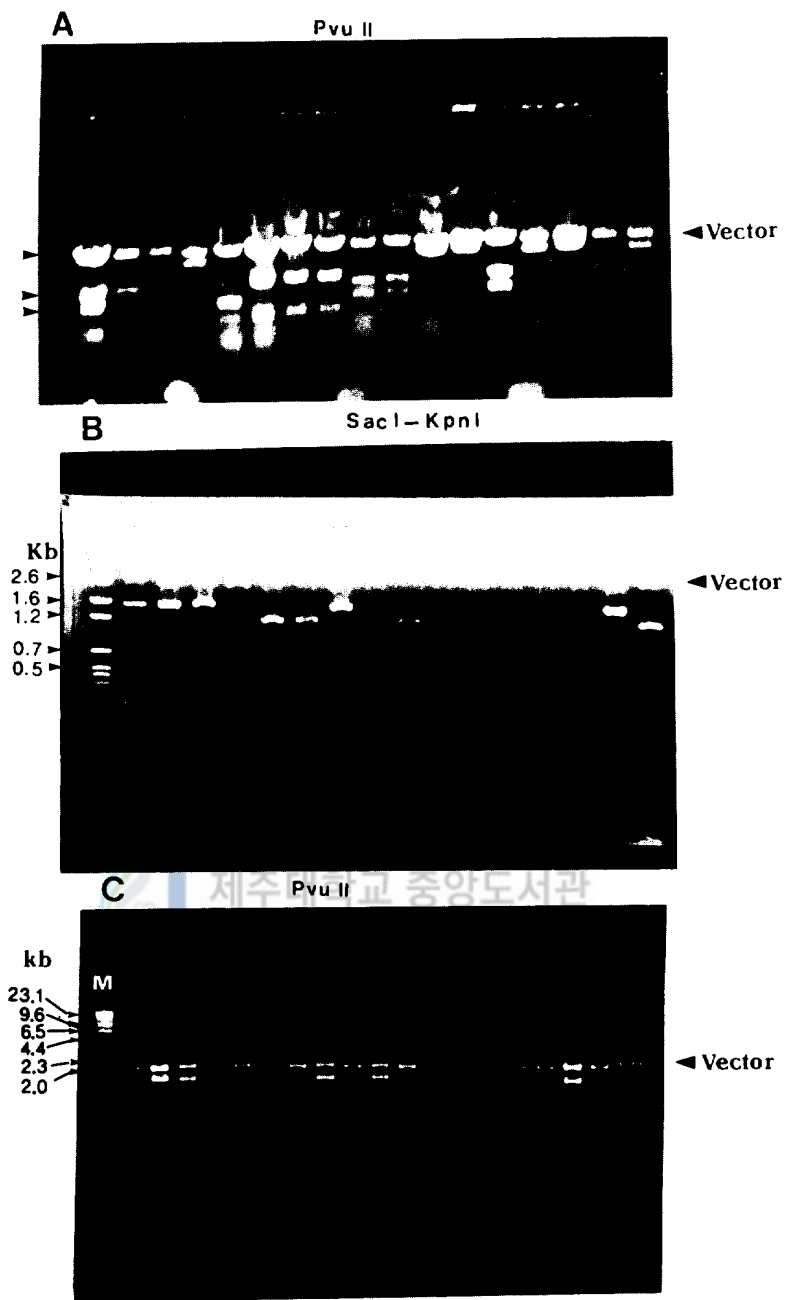 A
Pvu II
Vector
B
Sac I – Kpn I
Kb
2.6
1.6
1.2
0.7
0.5
Vector
제주대학교 중앙도서관
C
Pvu II
kb
M
23.1
9.6
6.5
4.4
2.3
2.0
Vector